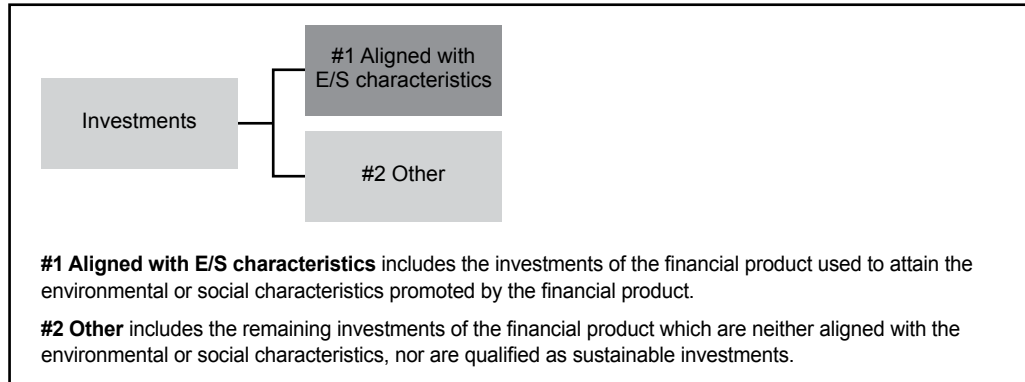 #1 Aligned with
E/S characteristics
Investments
#2 Other
#1 Aligned with E/S characteristics includes the investments of the financial product used to attain the
environmental or social characteristics promoted by the financial product.
#2 Other includes the remaining investments of the financial product which are neither aligned with the
environmental or social characteristics, nor are qualified as sustainable investments.